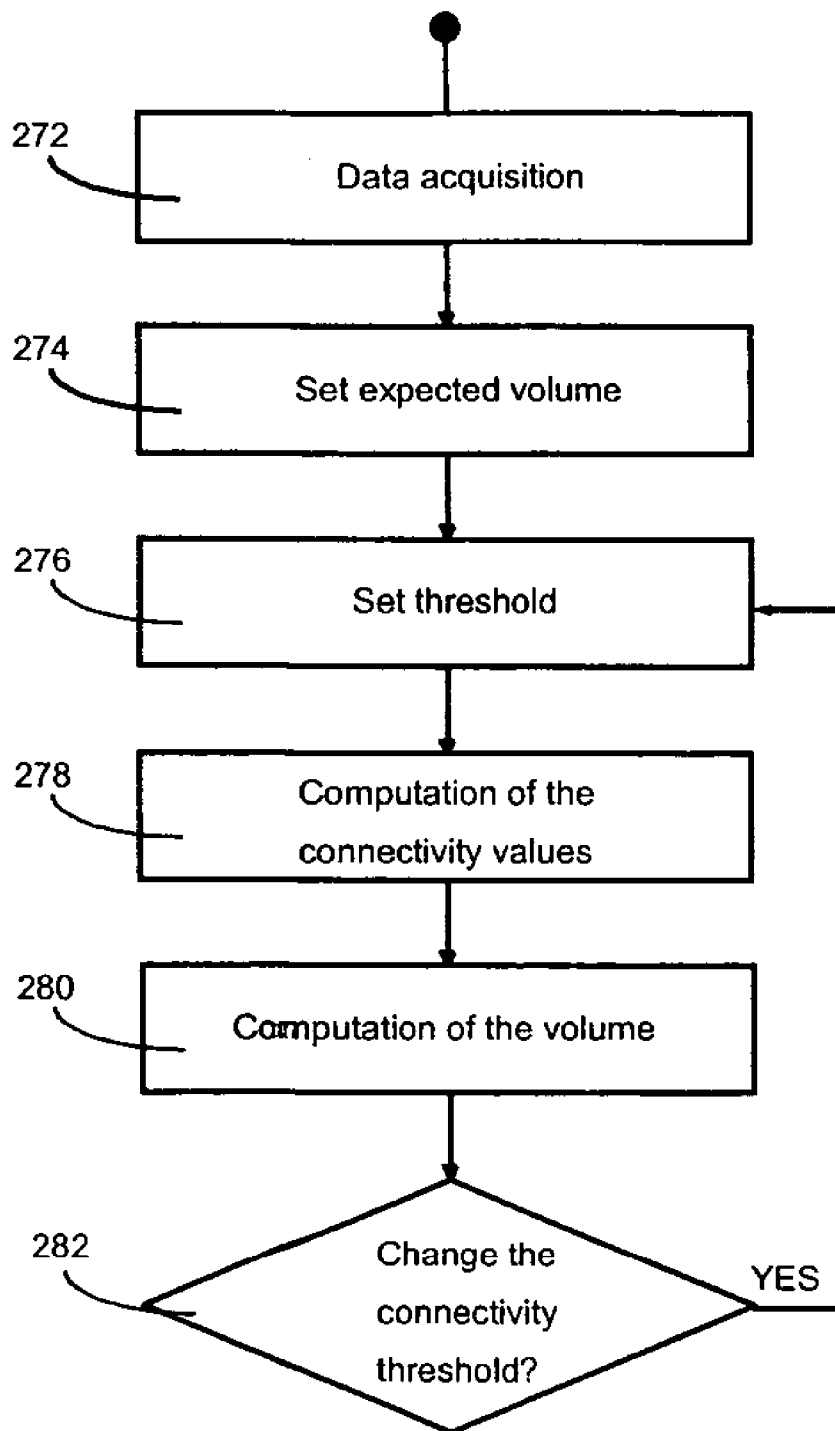 272
Data acquisition
274
Set expected volume
276
Set threshold
278
Computation of the
connectivity values
280
Computation of the volume
282
Change the
connectivity
threshold?
YES